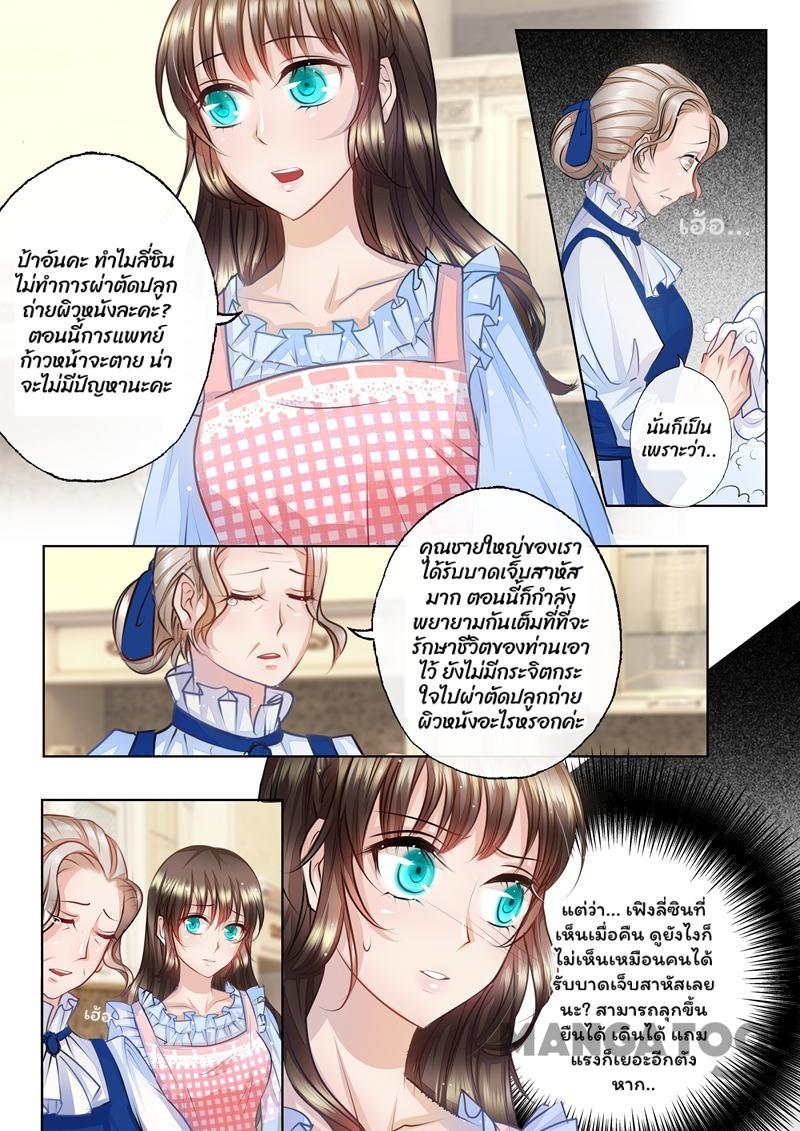 ป้าอันคะ ทำไมลี่ซิน
ไม่ทำการผ่าตัดปลูก
ถ่ายผิวหนังละคะ?
ตอนนี้การแพทย์
ก้าวหน้าจะตาย น่า
จะไม่มีปัญหานะคะ
เฮ้อ...
นั่นก็เป็น
เพราะว่า..
คุณชายใหญ่ของเรา
ได้รับบาดเจ็บสาหัส
มาก ตอนนี้ก็กำลัง
พยายามกันเต็มที่ที่จะ
รักษาชีวิตของท่านเอา
ไว้ ยังไม่มีกระจิตกระ
ใจไปผ่าตัดปลูกถ่าย
ผิวหนังอะไรหรอกค่ะ
เฮ้อ
แต่ว่า... เฟิงลี่ซินที่
เห็นเมื่อคืน ดูยังไงก็
ไม่เห็นเหมือนคนได้
รับบาดเจ็บสาหัสเลย
นะ? สามารถลุกขึ้น
ยืนได้ เดินได้ แถม
แรงก็เยอะอีกตัง
หาก..
MANGATOON